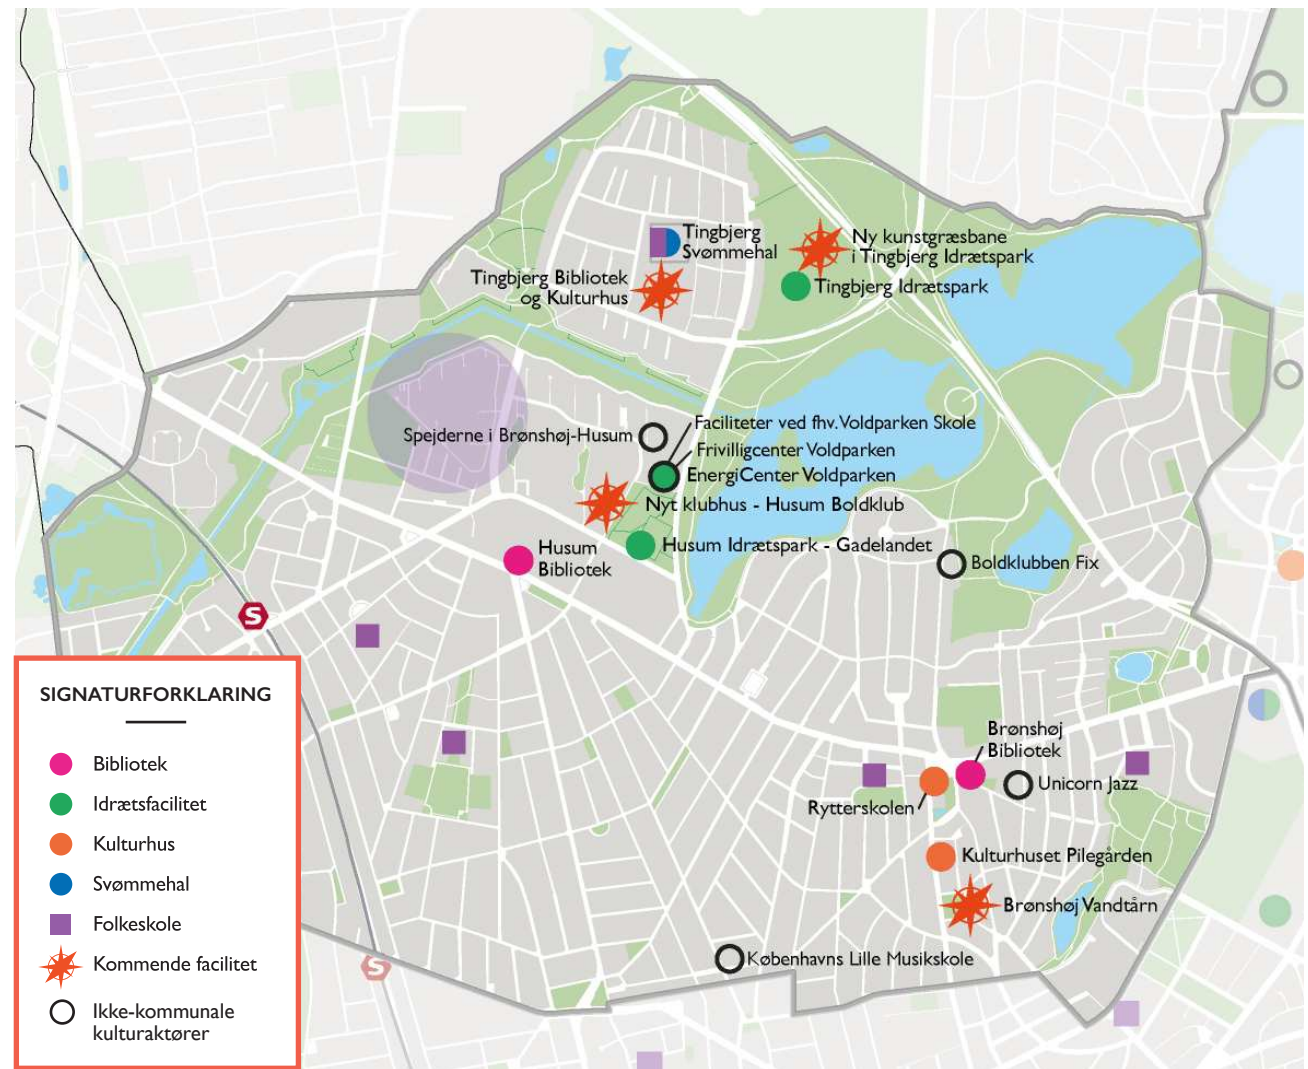 Tingbjerg
Svømmehal
Ny kunstgræsbane
i Tingbjerg Idrætspark
Tingbjerg Bibliotek
og Kulturhus
Tingbjerg Idrætspark
Faciliteter ved fhv. Voldparken Skole
Spejderne i Brønshøj-Husum
Frivilligcenter Voldparken
EnergiCenter Voldparken
Nyt klubhus - Husum Boldklub
Husum
Bibliotek
Husum Idrætspark - Gadelandet
Boldklubben Fix
S
SIGNATURFORKLARING
Bibliotek
Idrætsfacilitet
Kulturhus
Svømmehal
Folkeskole
Kommende facilitet
Ikke-kommunale
kulturaktører
Brønshøj
Bibliotek
Unicorn Jazz
Rytterskolen
Kulturhuset Pilegården
Brønshøj Vandtårn
Københavns Lille Musikskole
S